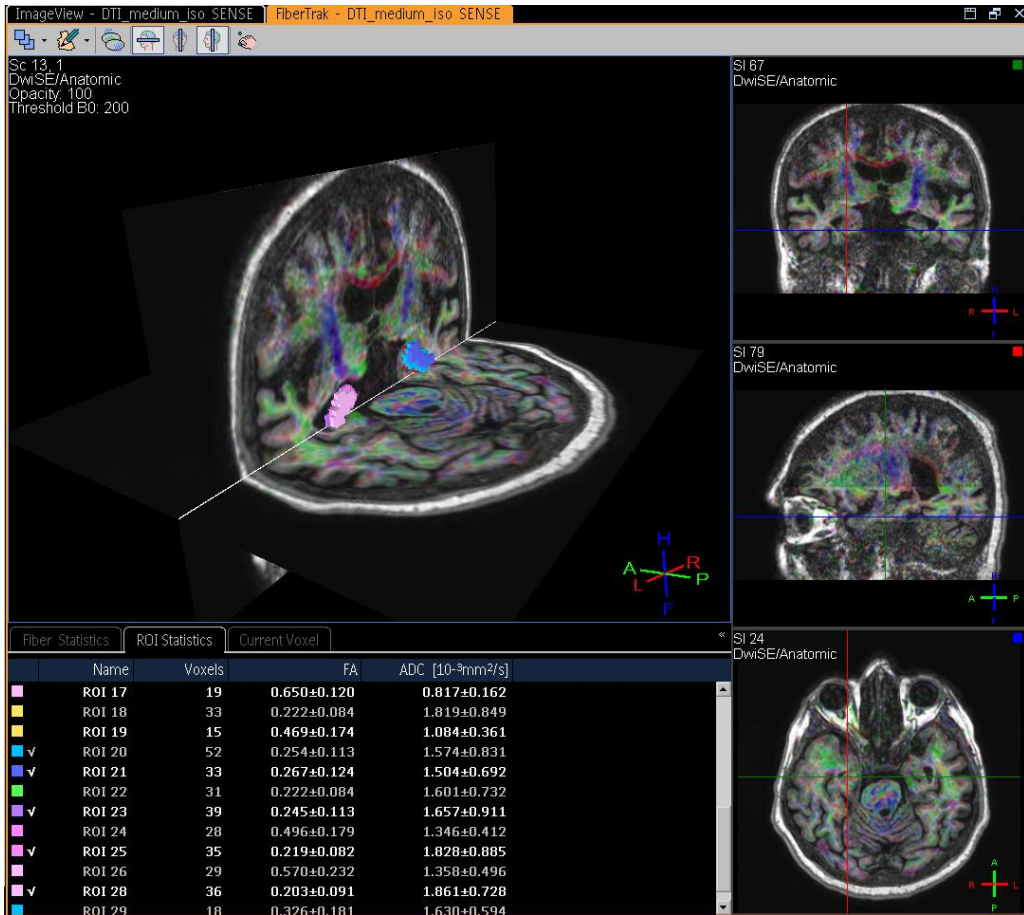 ImageView - DTI_medium_iso SENSE FiberTrak - DTI_medium_iso SENSE
Sc 13, 1
DwiSE/Anatomic
Opacity: 100
Threshold B0: 200
H
A R
L P
F
SI 67
DwiSE/Anatomic
H
R L
F
SI 79
DwiSE/Anatomic
H
A P
F
SI 24
DwiSE/Anatomic
A
R L
P
Fiber Statistics ROI Statistics Current Voxel «
Name Voxels FA ADC [10-³mm²/s]
ROI 17 19 0.650±0.120 0.817±0.162
ROI 18 33 0.222±0.084 1.819±0.849
ROI 19 15 0.469±0.174 1.084±0.361
√ ROI 20 52 0.254±0.113 1.574±0.831
√ ROI 21 33 0.267±0.124 1.504±0.692
ROI 22 31 0.222±0.084 1.601±0.732
√ ROI 23 39 0.245±0.113 1.657±0.911
ROI 24 28 0.496±0.179 1.346±0.412
√ ROI 25 35 0.219±0.082 1.828±0.885
ROI 26 29 0.570±0.232 1.358±0.496
√ ROI 28 36 0.203±0.091 1.861±0.728
ROI 29 18 0.326±0.181 1.630±0.594